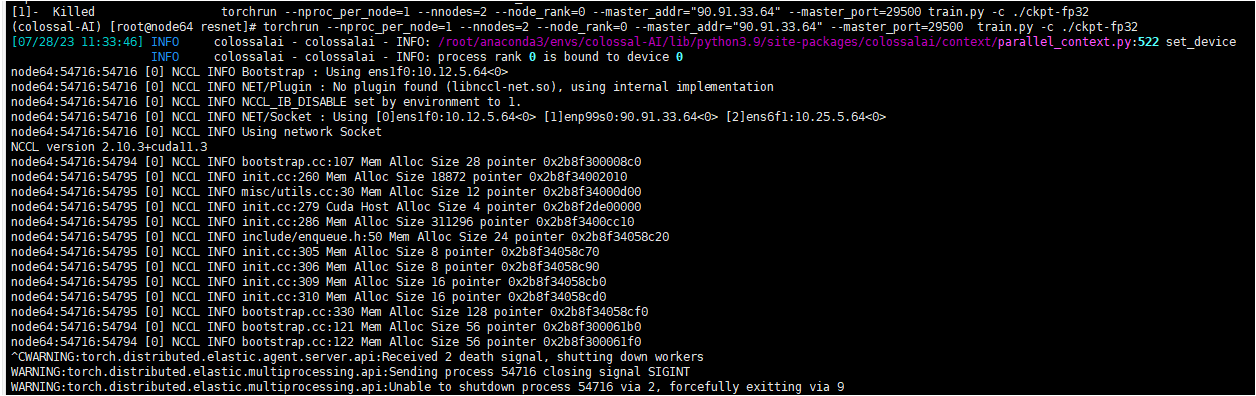 [1]-  Killed                  torchrun --nproc_per_node=1 --nnodes=2 --node_rank=0 --master_addr="90.91.33.64" --master_port=29500 train.py -c ./ckpt-fp32
(colossal-AI) [root@node64 resnet]# torchrun --nproc_per_node=1 --nnodes=2 --node_rank=0 --master_addr="90.91.33.64" --master_port=29500  train.py -c ./ckpt-fp32
[07/28/23 11:33:46] INFO     colossalai - colossalai - INFO: /root/anaconda3/envs/colossal-AI/lib/python3.9/site-packages/colossalai/context/parallel_context.py:522 set_device
                    INFO     colossalai - colossalai - INFO: process rank 0 is bound to device 0
node64:54716:54716 [0] NCCL INFO Bootstrap : Using ens1f0:10.12.5.64<0>
node64:54716:54716 [0] NCCL INFO NET/Plugin : No plugin found (libnccl-net.so), using internal implementation
node64:54716:54716 [0] NCCL INFO NCCL_IB_DISABLE set by environment to 1.
node64:54716:54716 [0] NCCL INFO NET/Socket : Using [0]ens1f0:10.12.5.64<0> [1]enp99s0:90.91.33.64<0> [2]ens6f1:10.25.5.64<0>
node64:54716:54716 [0] NCCL INFO Using network Socket
NCCL version 2.10.3+cuda11.3
node64:54716:54794 [0] NCCL INFO bootstrap.cc:107 Mem Alloc Size 28 pointer 0x2b8f300008c0
node64:54716:54795 [0] NCCL INFO init.cc:260 Mem Alloc Size 18872 pointer 0x2b8f34002010
node64:54716:54795 [0] NCCL INFO misc/utils.cc:30 Mem Alloc Size 12 pointer 0x2b8f34000d00
node64:54716:54795 [0] NCCL INFO init.cc:279 Cuda Host Alloc Size 4 pointer 0x2b8f2de00000
node64:54716:54795 [0] NCCL INFO init.cc:286 Mem Alloc Size 311296 pointer 0x2b8f3400cc10
node64:54716:54795 [0] NCCL INFO include/enqueue.h:50 Mem Alloc Size 24 pointer 0x2b8f34058c20
node64:54716:54795 [0] NCCL INFO init.cc:305 Mem Alloc Size 8 pointer 0x2b8f34058c70
node64:54716:54795 [0] NCCL INFO init.cc:306 Mem Alloc Size 8 pointer 0x2b8f34058c90
node64:54716:54795 [0] NCCL INFO init.cc:309 Mem Alloc Size 16 pointer 0x2b8f34058cb0
node64:54716:54795 [0] NCCL INFO init.cc:310 Mem Alloc Size 16 pointer 0x2b8f34058cd0
node64:54716:54795 [0] NCCL INFO bootstrap.cc:330 Mem Alloc Size 128 pointer 0x2b8f34058cf0
node64:54716:54794 [0] NCCL INFO bootstrap.cc:121 Mem Alloc Size 56 pointer 0x2b8f300061b0
node64:54716:54794 [0] NCCL INFO bootstrap.cc:122 Mem Alloc Size 56 pointer 0x2b8f300061f0
^CWARNING:torch.distributed.elastic.agent.server.api:Received 2 death signal, shutting down workers
WARNING:torch.distributed.elastic.multiprocessing.api:Sending process 54716 closing signal SIGINT
WARNING:torch.distributed.elastic.multiprocessing.api:Unable to shutdown process 54716 via 2, forcefully exitting via 9